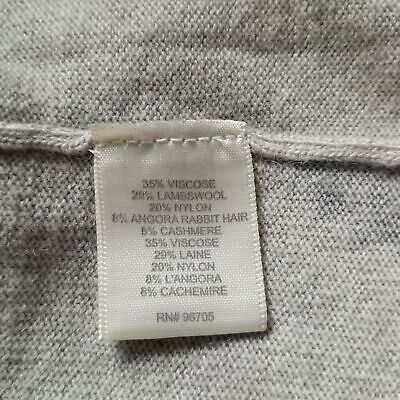 35% VISCOSE
29% LAMBSWOOL
20% NYLON
8% ANGORA RABBIT HAIR
8% CASHMERE
35% VISCOSE
29% LAINE
20% NYLON
8% L'ANGORA
8% CACHEMIRE
RN# 96705